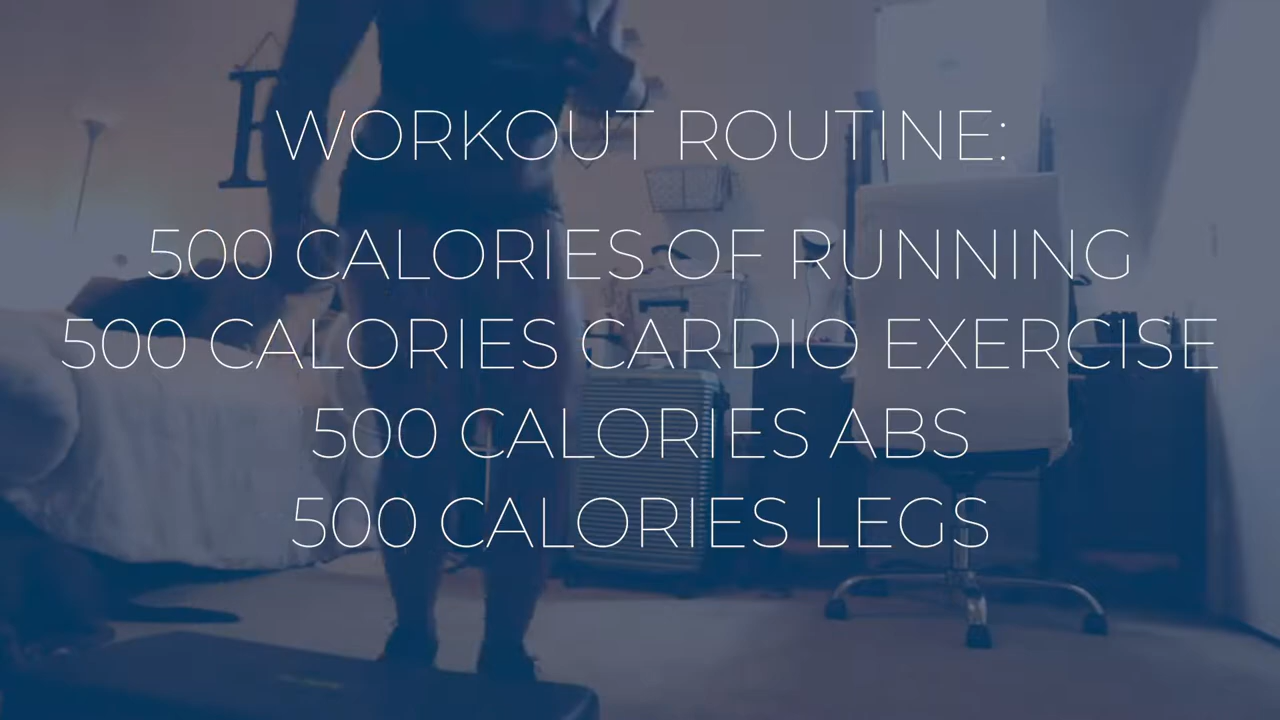 WORKOUT ROUTINE:
500 CALORIES OF RUNNING
500 CALORIES CARDIO EXERCISE
500 CALORIES ABS
500 CALORIES LEGS